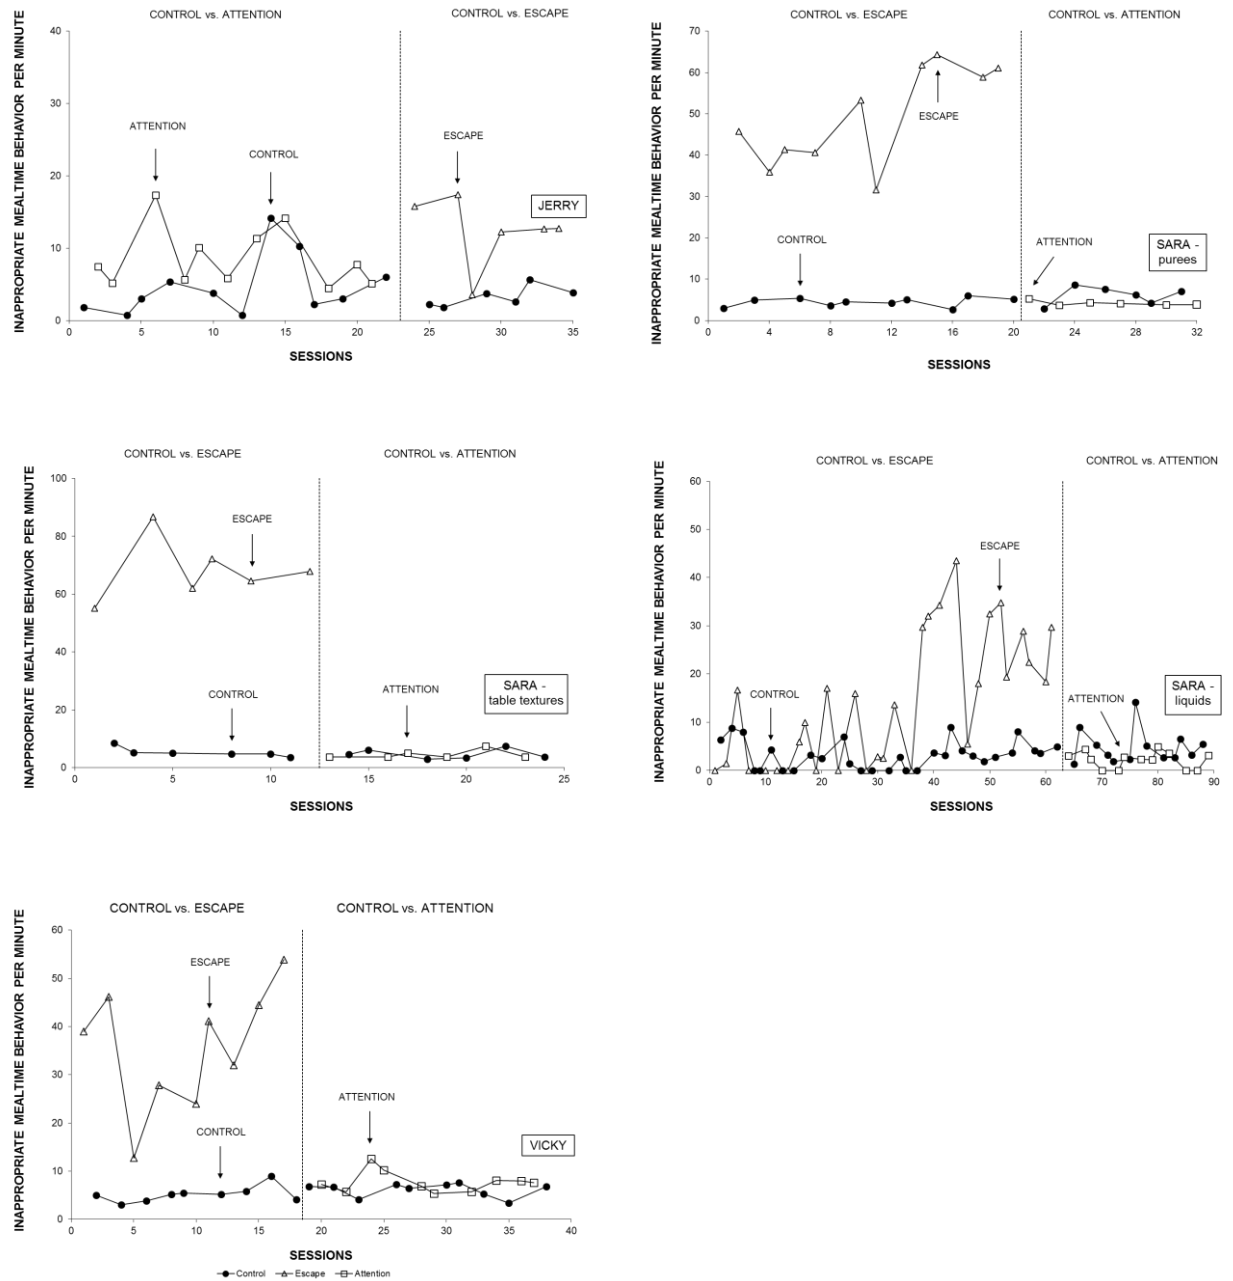 CONTROL vs. ATTENTION
CONTROL vs. ESCAPE
INAPPROPRIATE MEALTIME BEHAVIOR PER MINUTE
40
30
20
10
0
ATTENTION
CONTROL
ESCAPE
JERRY
0 5 10 15 20 25 30 35
SESSIONS
CONTROL vs. ESCAPE
CONTROL vs. ATTENTION
INAPPROPRIATE MEALTIME BEHAVIOR PER MINUTE
70
60
50
40
30
20
10
0
ESCAPE
CONTROL
ATTENTION
SARA -
purees
0 4 8 12 16 20 24 28 32
SESSIONS
CONTROL vs. ESCAPE
CONTROL vs. ATTENTION
INAPPROPRIATE MEALTIME BEHAVIOR PER MINUTE
100
80
60
40
20
0
ESCAPE
CONTROL
ATTENTION
SARA -
table textures
0 5 10 15 20 25
SESSIONS
CONTROL vs. ESCAPE
CONTROL vs. ATTENTION
INAPPROPRIATE MEALTIME BEHAVIOR PER MINUTE
60
50
40
30
20
10
0
ESCAPE
CONTROL
ATTENTION
SARA -
liquids
0 10 20 30 40 50 60 70 80 90
SESSIONS
CONTROL vs. ESCAPE
CONTROL vs. ATTENTION
INAPPROPRIATE MEALTIME BEHAVIOR PER MINUTE
60
50
40
30
20
10
0
ESCAPE
CONTROL
ATTENTION
VICKY
0 5 10 15 20 25 30 35 40
SESSIONS
Control Escape Attention